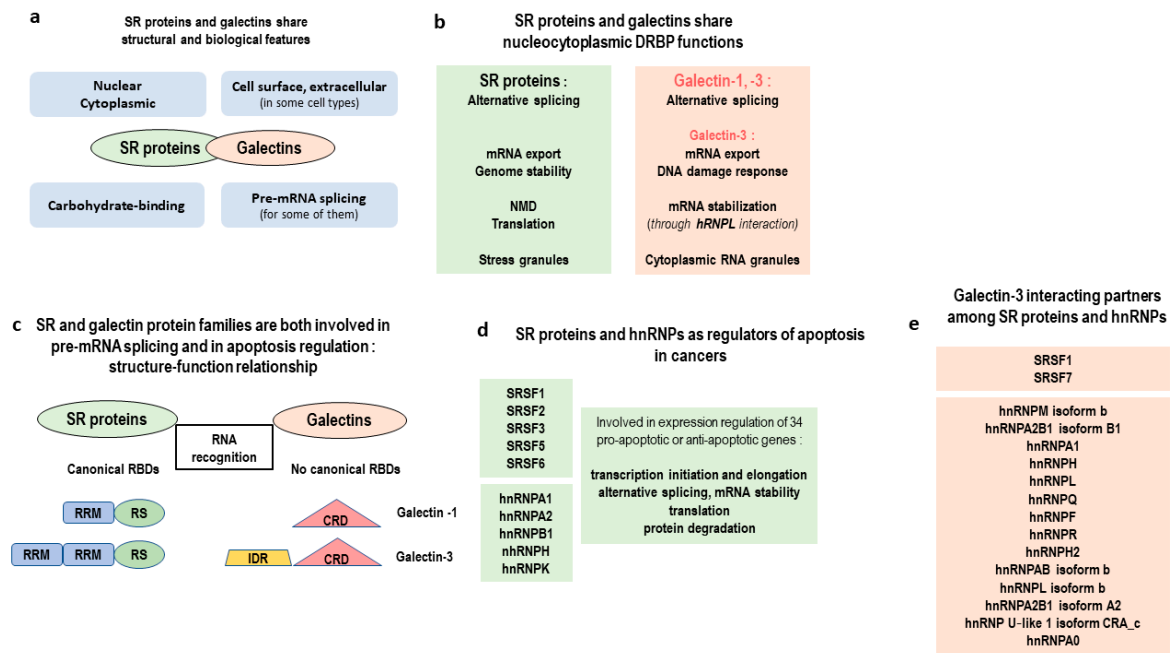 a
SR proteins and galectins share
structural and biological features
Nuclear
Cytoplasmic
Cell surface, extracellular
(in some cell types)
SR proteins
Galectins
Carbohydrate-binding
Pre-mRNA splicing
(for some of them)
b
SR proteins and galectins share
nucleocytoplasmic DRBP functions
SR proteins :
Alternative splicing
mRNA export
Genome stability
NMD
Translation
Stress granules
Galectin-1, -3 :
Alternative splicing
Galectin-3 :
mRNA export
DNA damage response
mRNA stabilization
(through hRNPL interaction)
Cytoplasmic RNA granules
c
SR and galectin protein families are both involved in
pre-mRNA splicing and in apoptosis regulation :
structure-function relationship
SR proteins
Galectins
RNA
recognition
Canonical RBDs
No canonical RBDs
RRM
RS
CRD
Galectin -1
RRM
RRM
RS
IDR
CRD
Galectin-3
d
SR proteins and hnRNPs as regulators of apoptosis
in cancers
SRSF1
SRSF2
SRSF3
SRSF5
SRSF6
hnRNPA1
hnRNPA2
hnRNPB1
nhRNPH
hnRNPK
Involved in expression regulation of 34
pro-apoptotic or anti-apoptotic genes :
transcription initiation and elongation
alternative splicing, mRNA stability
translation
protein degradation
Galectin-3 interacting partners
among SR proteins and hnRNPs
e
SRSF1
SRSF7
hnRNPM isoform b
hnRNPA2B1 isoform B1
hnRNPA1
hnRNPH
hnRNPL
hnRNPQ
hnRNPF
hnRNPR
hnRNPH2
hnRNPAB isoform b
hnRNPL isoform b
hnRNPA2B1 isoform A2
hnRNP U-like 1 isoform CRA_c
hnRNPA0